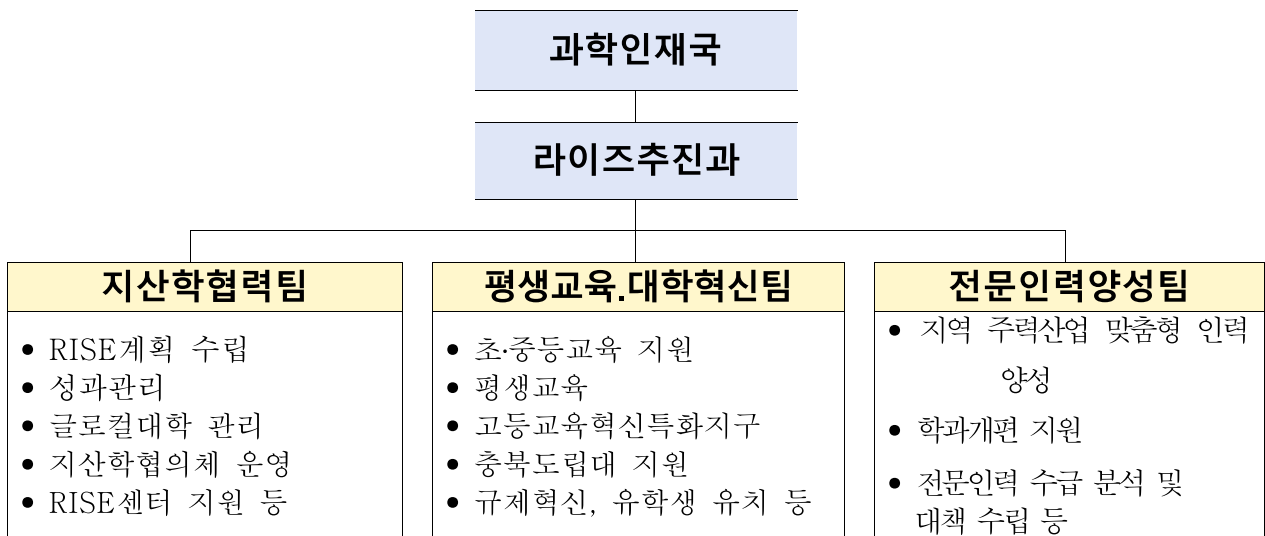 과학인재국
라이즈추진과
지산학협력팀
• RISE계획 수립
• 성과관리
• 글로컬대학 관리
• 지산학협의체 운영
• RISE센터 지원 등
평생교육.대학혁신팀
• 초·중등교육 지원
• 평생교육
• 고등교육혁신특화지구
• 충북도립대 지원
• 규제혁신, 유학생 유치 등
전문인력양성팀
• 지역 주력산업 맞춤형 인력
양성
• 학과개편 지원
• 전문인력 수급 분석 및
대책 수립 등